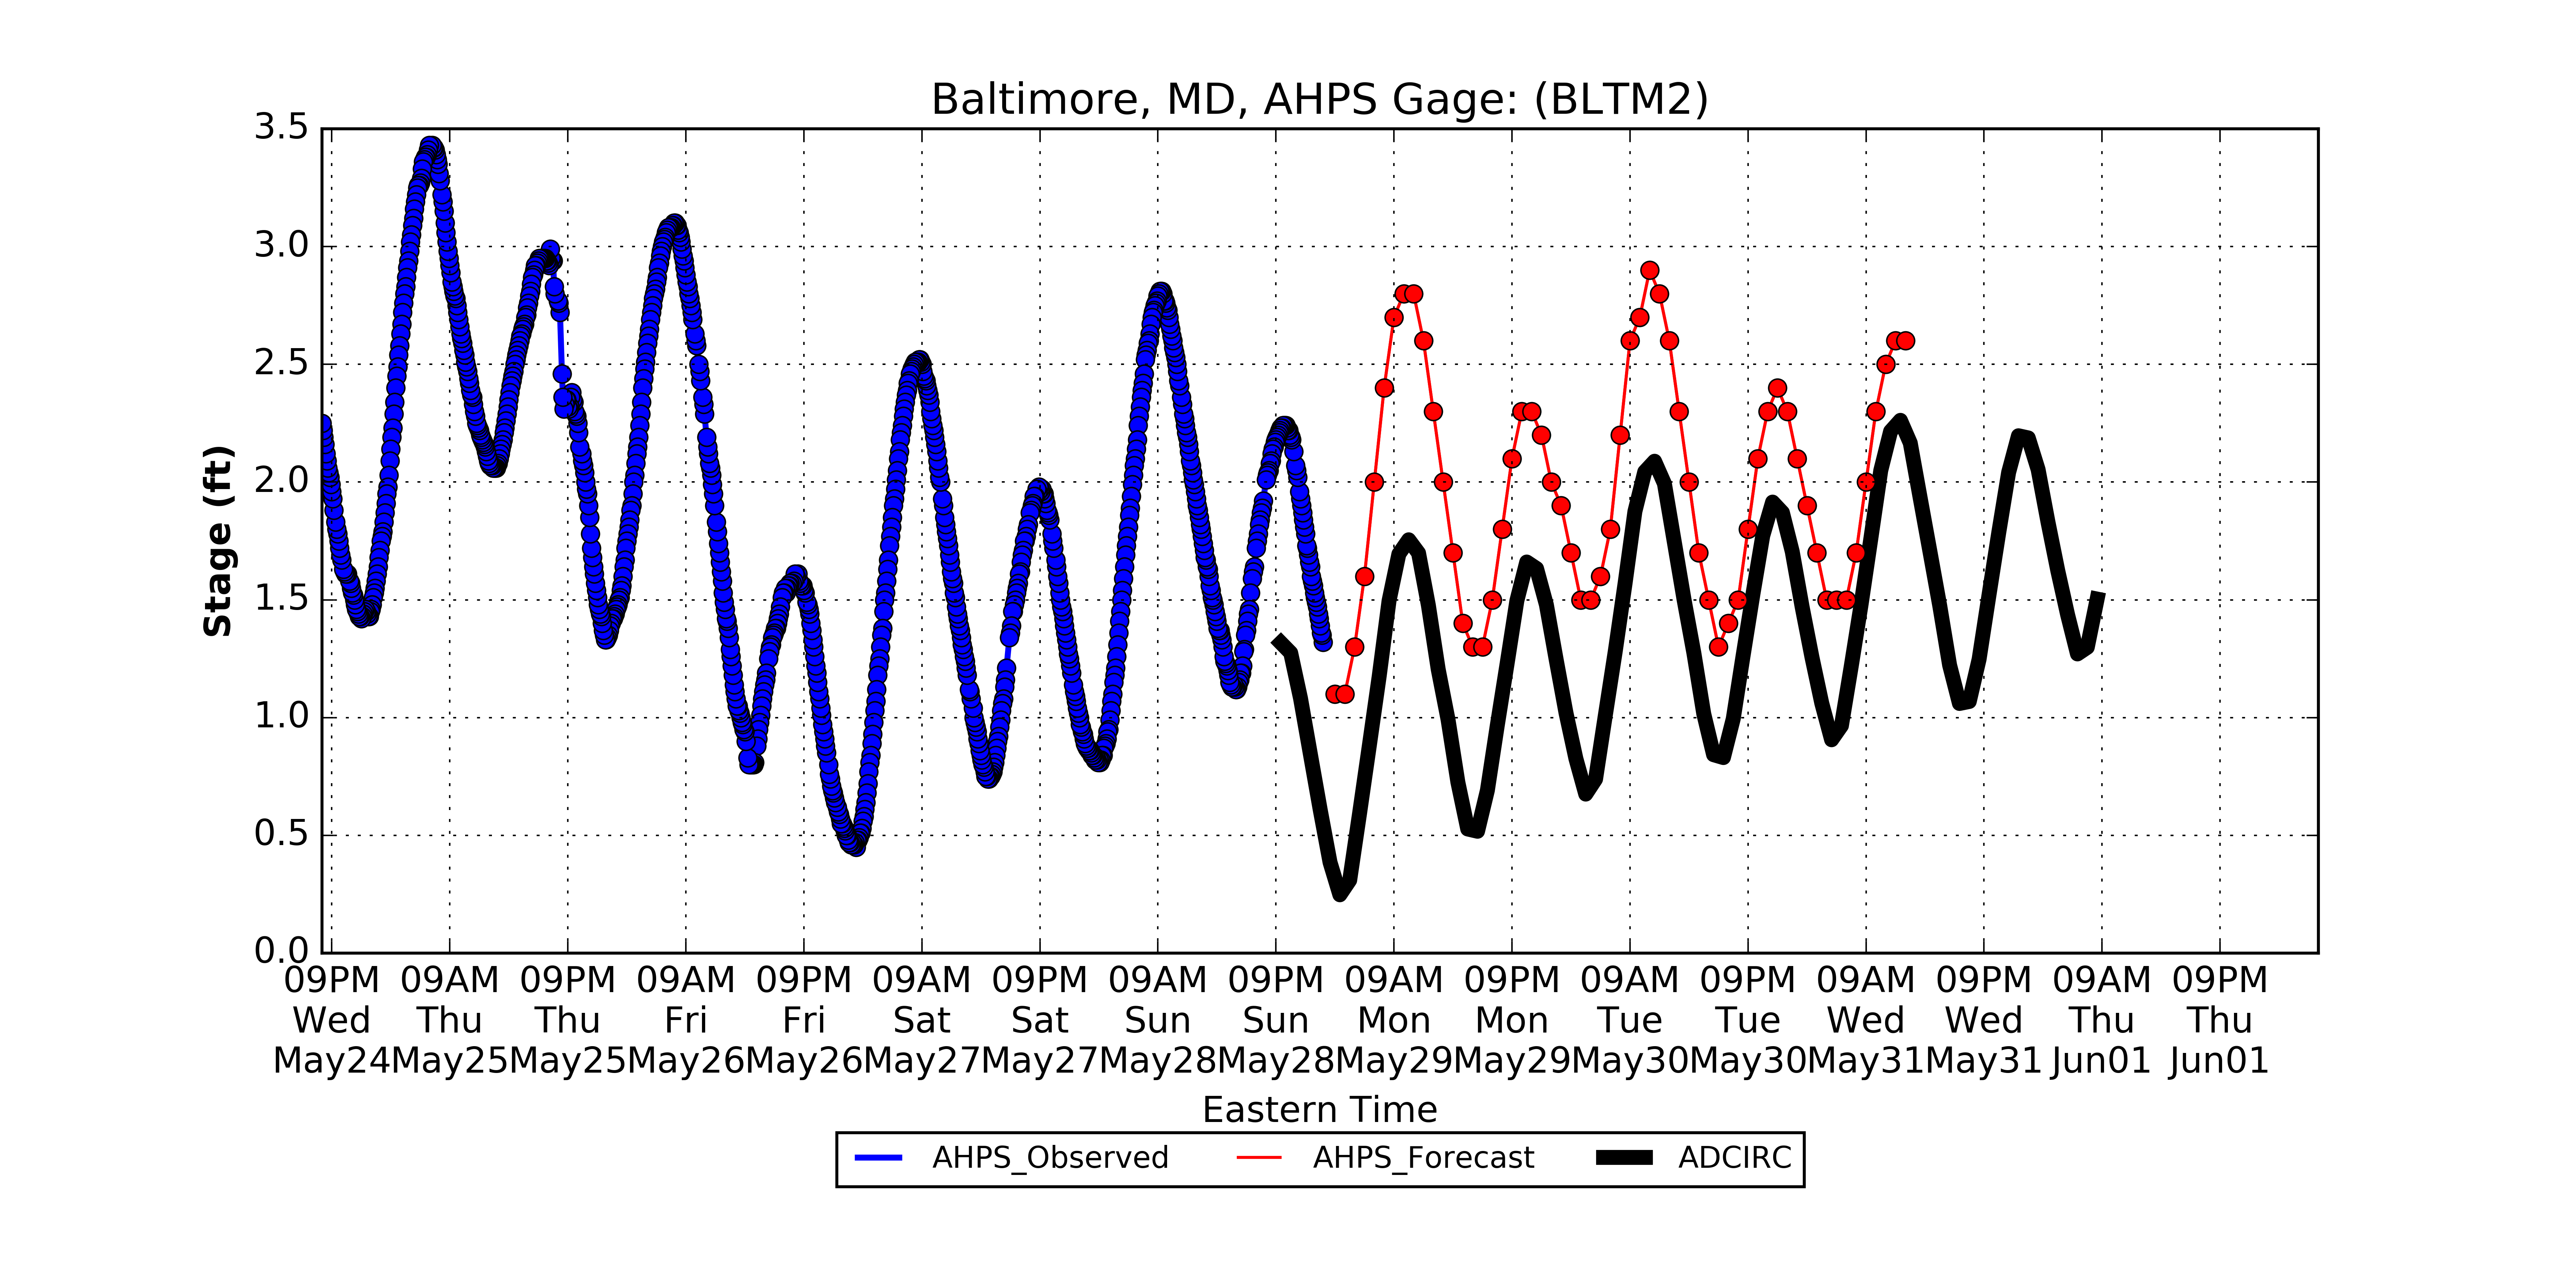 Baltimore, MD, AHPS Gage: (BLTM2)
3.5
3.0
2.5
2.0
1.5
1.0
0.5
0.0
Stage (ft)
09PM 09AM 09PM 09AM 09PM 09AM 09PM 09AM 09PM 09AM 09PM 09AM 09PM 09AM 09PM 09AM 09PM
Wed Thu Thu Fri Fri Sat Sat Sun Sun Mon Mon Tue Tue Wed Wed Thu Thu
May24 May25 May25 May26 May26 May27 May27 May28 May28 May29 May29 May30 May30 May31 May31 Jun01 Jun01
Eastern Time
AHPS_Observed AHPS_Forecast ADCIRC